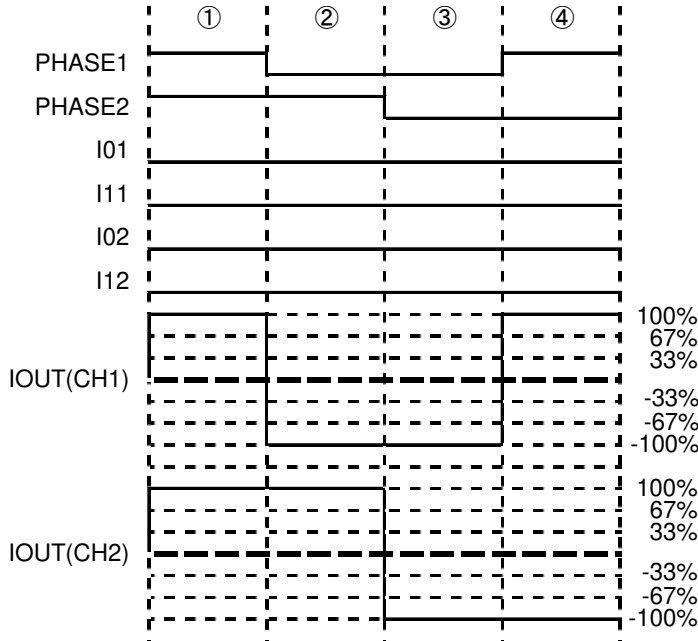 ① ② ③ ④
PHASE1
PHASE2
I01
I11
I02
I12
100%
67%
33%
IOUT(CH1)
-33%
-67%
-100%
100%
67%
33%
IOUT(CH2)
-33%
-67%
-100%